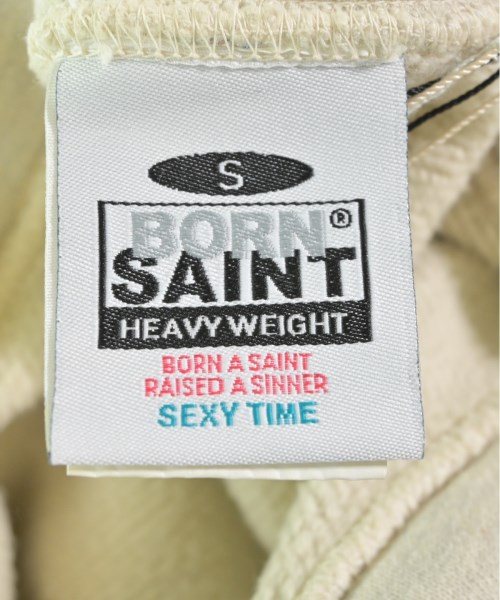 S
BORN®
SAINT
HEAVY WEIGHT
BORN A SAINT
RAISED A SINNER
SEXY TIME